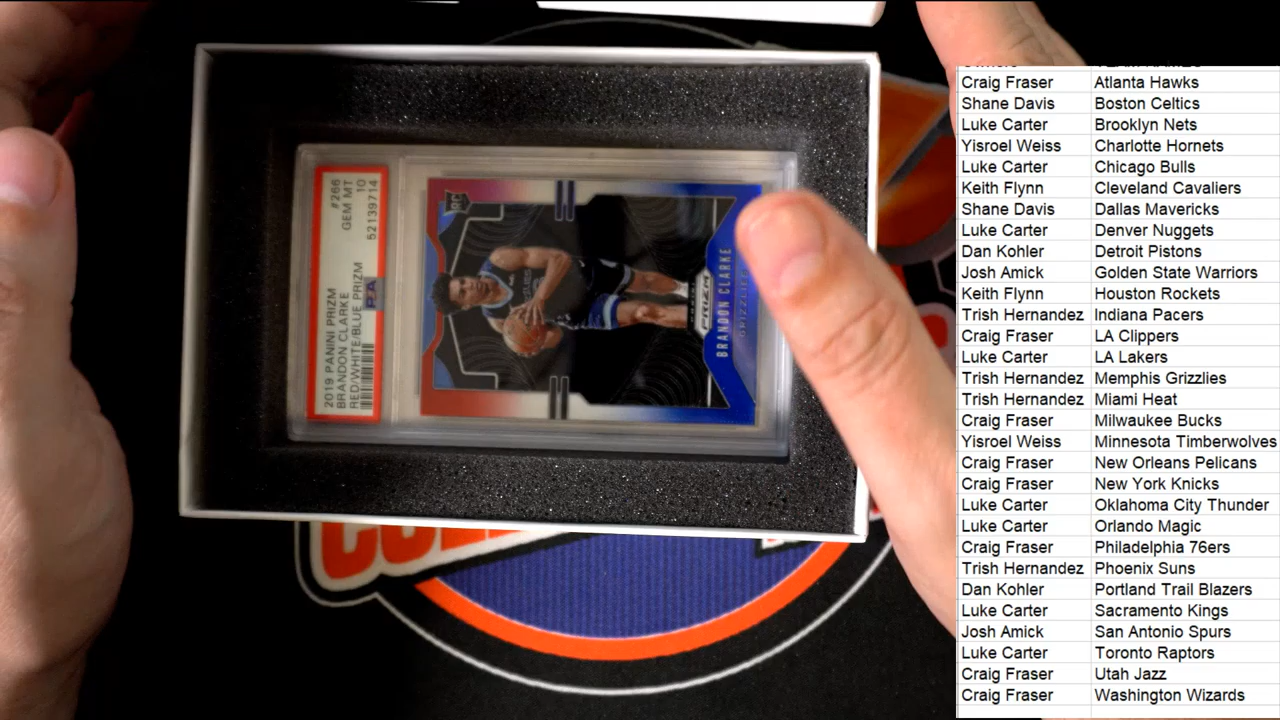 2019 PANINI PRIZM #266
BRANDON CLARKE GEM MT
RED/WHITE/BLUE PRIZM 10
52139714
RC
PRIZM
BRANDON CLARKE
GRIZZLIES
Craig Fraser Atlanta Hawks
Shane Davis Boston Celtics
Luke Carter Brooklyn Nets
Yisroel Weiss Charlotte Hornets
Luke Carter Chicago Bulls
Keith Flynn Cleveland Cavaliers
Shane Davis Dallas Mavericks
Luke Carter Denver Nuggets
Dan Kohler Detroit Pistons
Josh Amick Golden State Warriors
Keith Flynn Houston Rockets
Trish Hernandez Indiana Pacers
Craig Fraser LA Clippers
Luke Carter LA Lakers
Trish Hernandez Memphis Grizzlies
Trish Hernandez Miami Heat
Craig Fraser Milwaukee Bucks
Yisroel Weiss Minnesota Timberwolves
Craig Fraser New Orleans Pelicans
Craig Fraser New York Knicks
Luke Carter Oklahoma City Thunder
Luke Carter Orlando Magic
Craig Fraser Philadelphia 76ers
Trish Hernandez Phoenix Suns
Dan Kohler Portland Trail Blazers
Luke Carter Sacramento Kings
Josh Amick San Antonio Spurs
Luke Carter Toronto Raptors
Craig Fraser Utah Jazz
Craig Fraser Washington Wizards